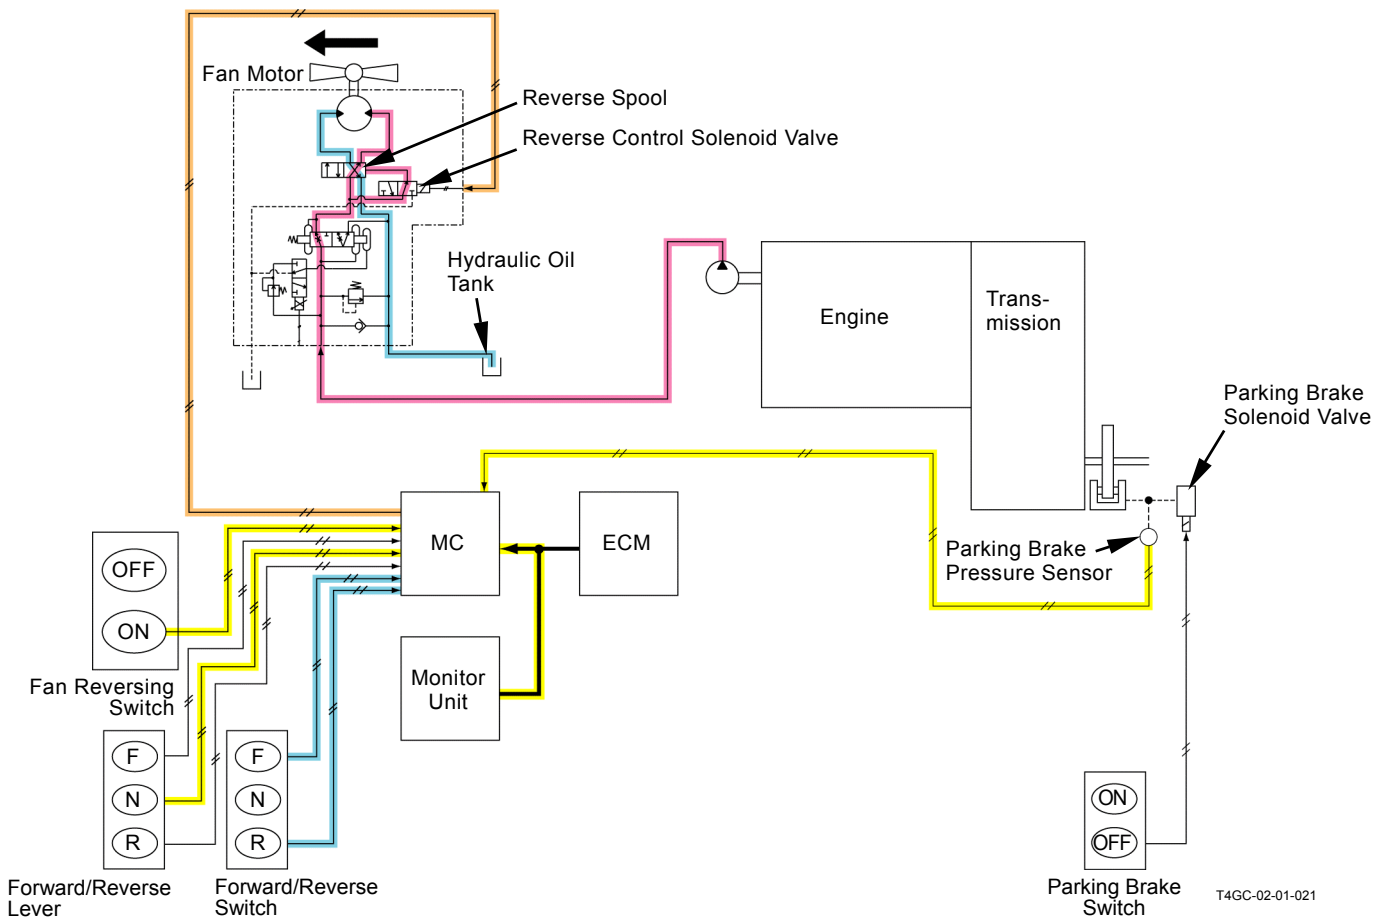 Fan Motor
Reverse Spool
Reverse Control Solenoid Valve
Hydraulic Oil
Tank
Engine
Trans-
mission
Parking Brake
Solenoid Valve
MC
ECM
Parking Brake
Pressure Sensor
OFF
ON
Fan Reversing
Switch
Monitor
Unit
F
N
R
F
N
R
ON
OFF
Forward/Reverse
Lever
Forward/Reverse
Switch
Parking Brake
Switch
T4GC-02-01-021